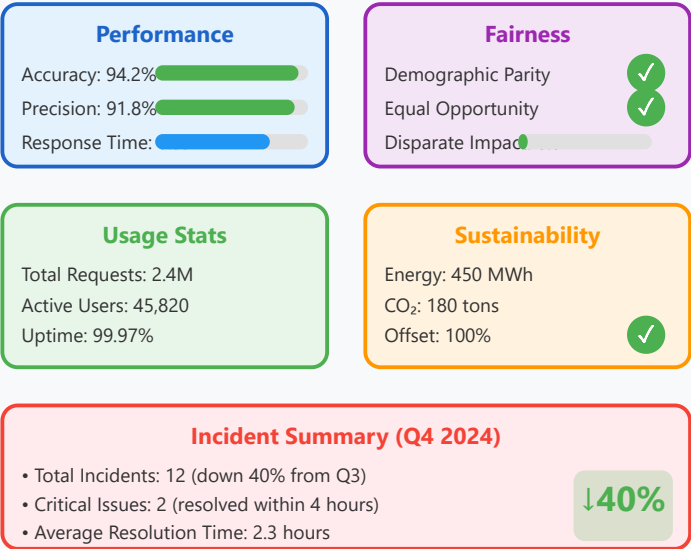 Performance
Accuracy: 94.2%
Precision: 91.8%
Response Time:
Fairness
Demographic Parity
Equal Opportunity
Disparate
Usage Stats
Total Requests: 2.4M
Active Users: 45,820
Uptime: 99.97%
Sustainability
Energy: 450 MWh
CO₂: 180 tons
Offset: 100%
Incident Summary (Q4 2024)
• Total Incidents: 12 (down 40% from Q3)
• Critical Issues: 2 (resolved within 4 hours)
• Average Resolution Time: 2.3 hours
↓40%